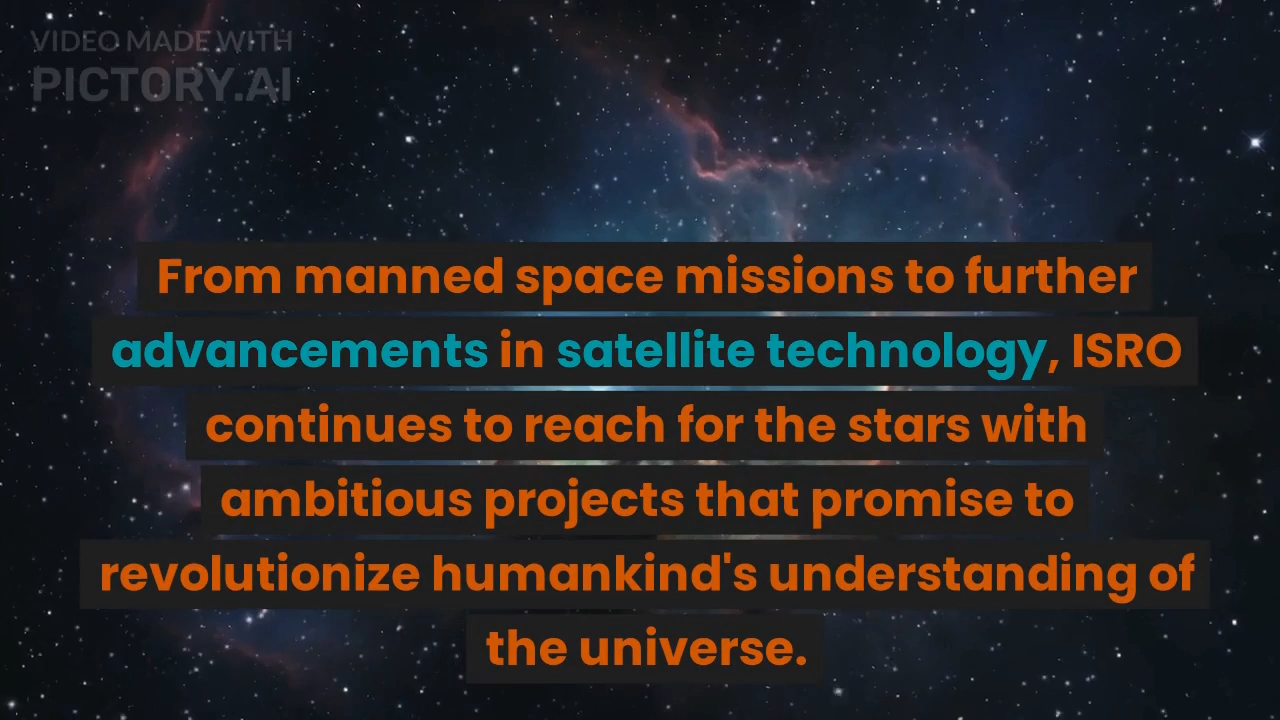 VIDEO MADE WITH
PICTORY.AI
From manned space missions to further
advancements in satellite technology, ISRO
continues to reach for the stars with
ambitious projects that promise to
revolutionize humankind's understanding of
the universe.